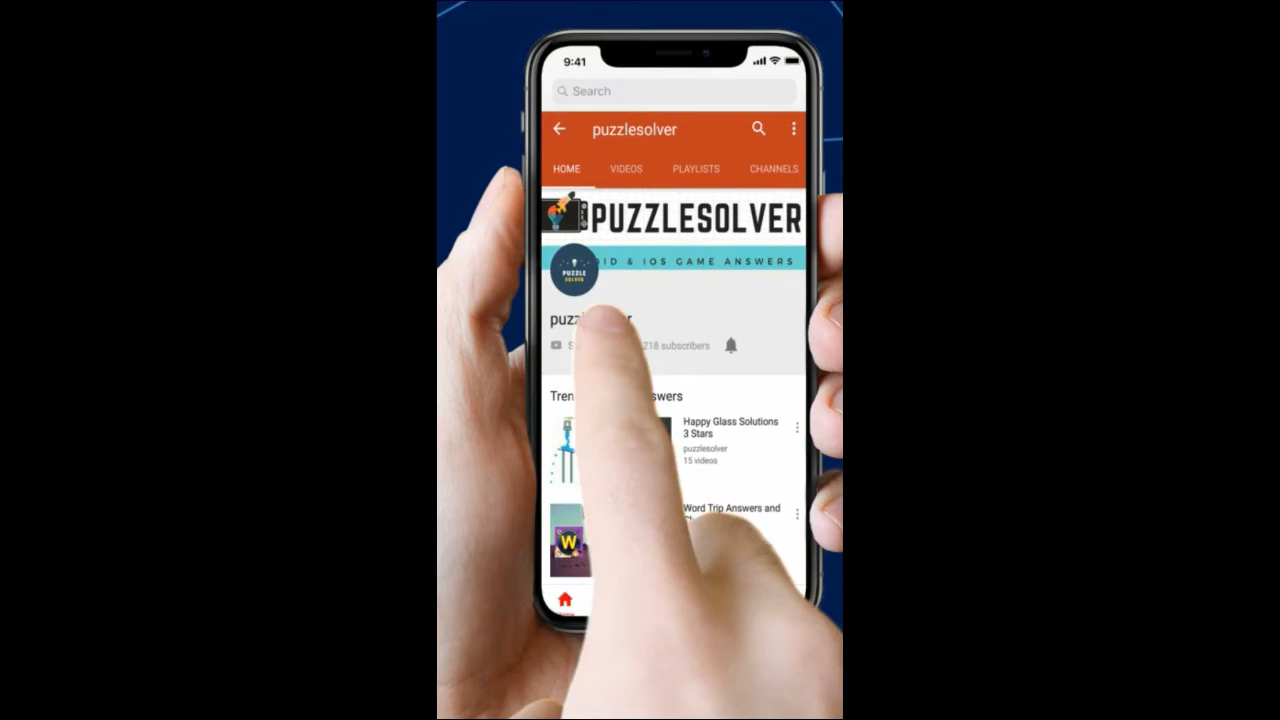 9:41
Search
puzzlesolver
HOME VIDEOS PLAYLISTS CHANNELS
PUZZLESOLVER
ID & IOS GAME ANSWERS
PUZZLE
SOLVER
218 subscribers
Happy Glass Solutions
3 Stars
puzzlesolver
15 videos
Word Trip Answers and
W